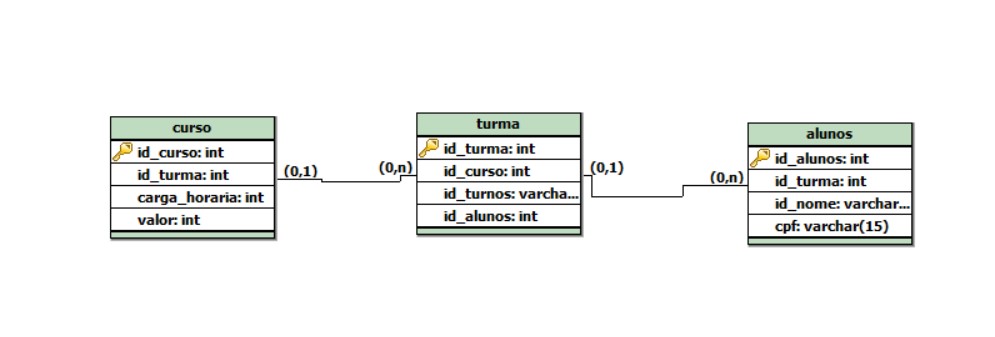 curso
id_curso: int
id_turma: int
carga_horaria: int
valor: int
(0,1)
(0,n)
turma
id_turma: int
id_curso: int
id_turnos: varcha...
id_alunos: int
(0,1)
(0,n)
alunos
id_alunos: int
id_turma: int
id_nome: varchar...
cpf: varchar(15)